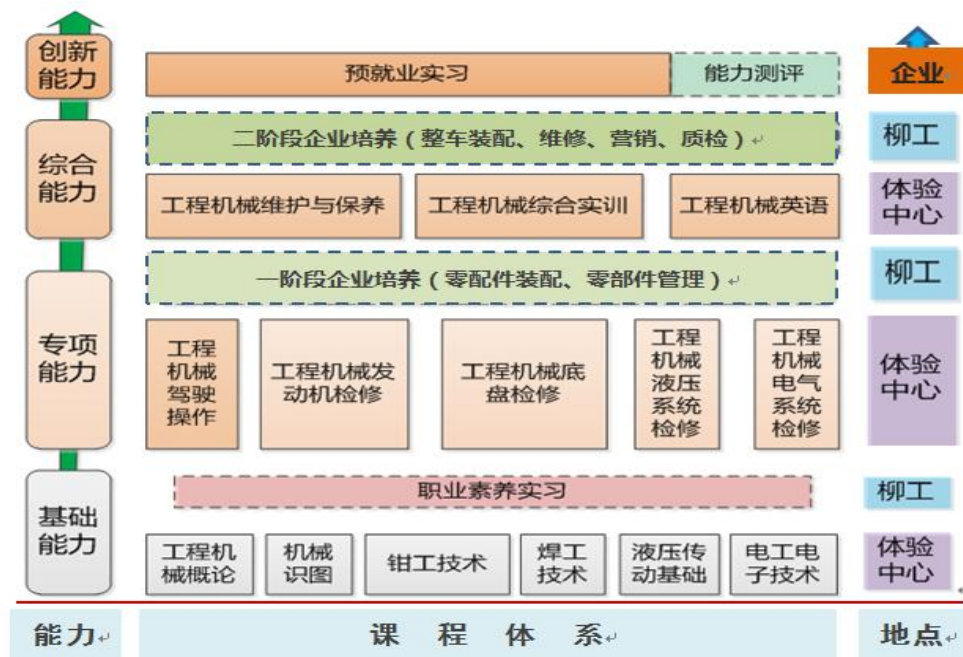 创新
能力
预就业实习
能力测评
企业
二阶段企业培养（整车装配、维修、营销、质检）
柳工
综合
能力
工程机械维护与保养
工程机械综合实训
工程机械英语
体验
中心
一阶段企业培养（零配件装配、零部件管理）
柳工
专项
能力
工程
机械
驾驶
操作
工程机械发
动机检修
工程机械底
盘检修
工程
机械
液压
系统
检修
工程
机械
电气
系统
检修
体验
中心
职业素养实习
柳工
基础
能力
工程机
械概论
机械
识图
钳工技术
焊工
技术
液压传
动基础
电工电
子技术
体验
中心
能力
课 程 体 系
地点